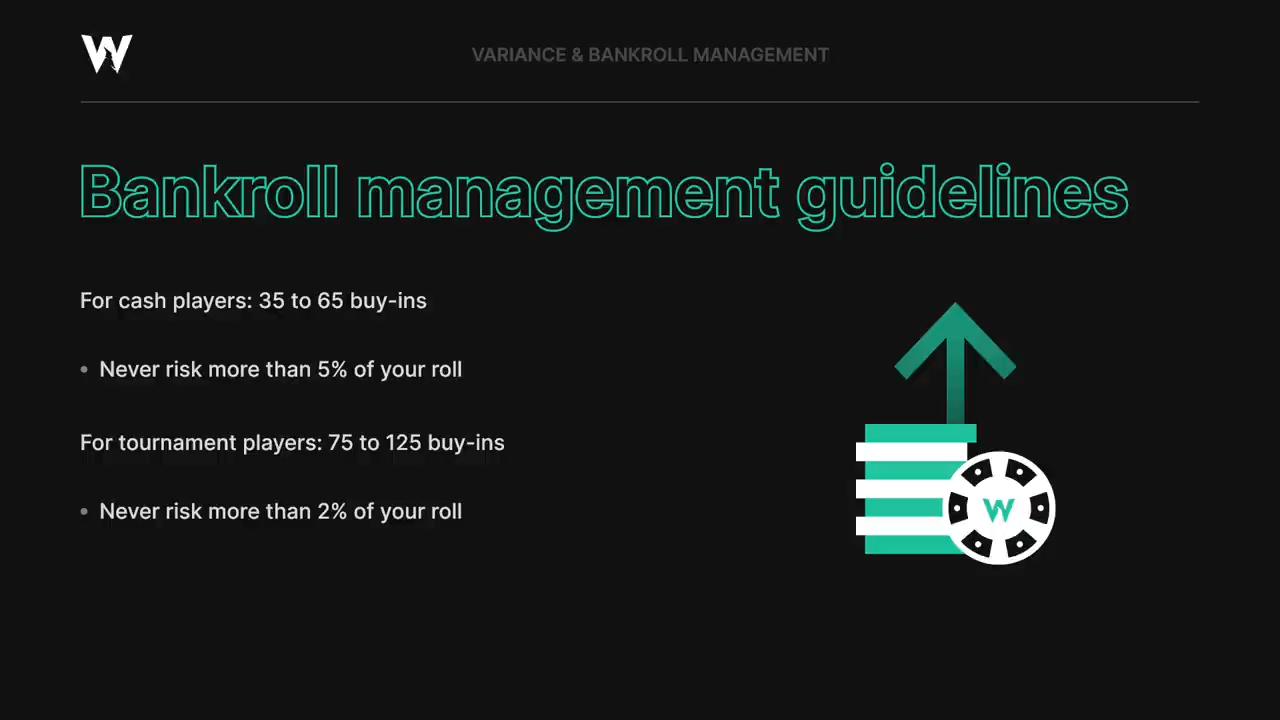 W
VARIANCE & BANKROLL MANAGEMENT
Bankroll management guidelines
For cash players: 35 to 65 buy-ins
• Never risk more than 5% of your roll
For tournament players: 75 to 125 buy-ins
• Never risk more than 2% of your roll
W